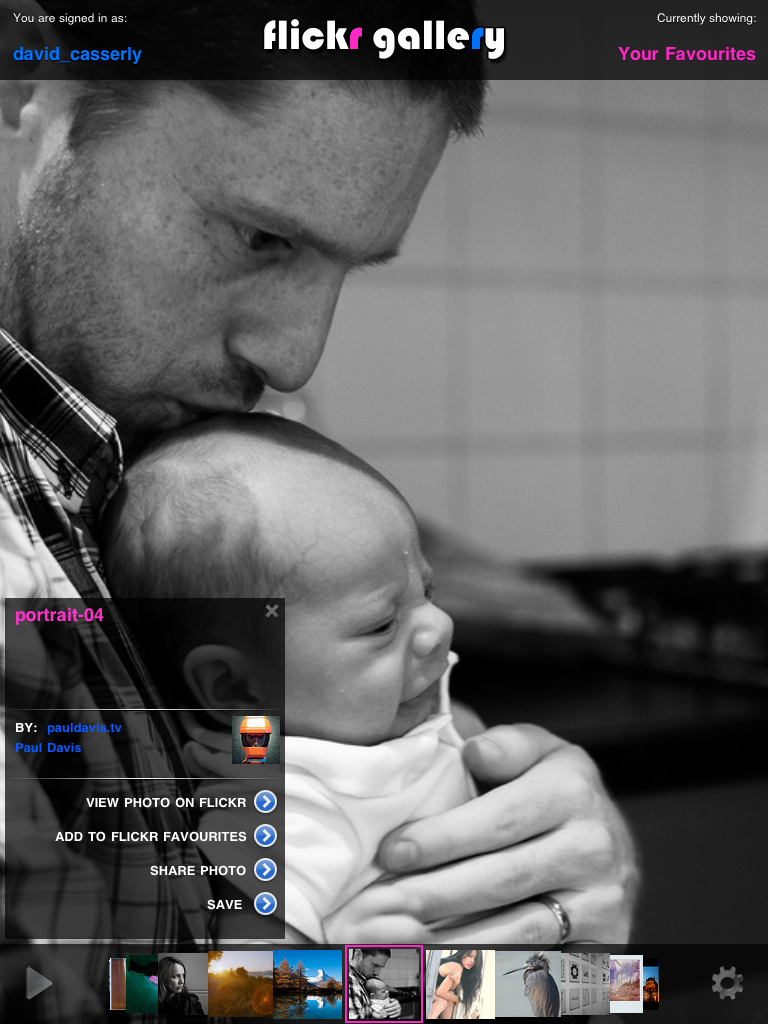 You are signed in as:
david_casserly
flickr gallery
Currently showing:
Your Favourites
portrait-04
BY: pauldavis.tv
Paul Davis
VIEW PHOTO ON FLICKR
ADD TO FLICKR FAVOURITES
SHARE PHOTO
SAVE